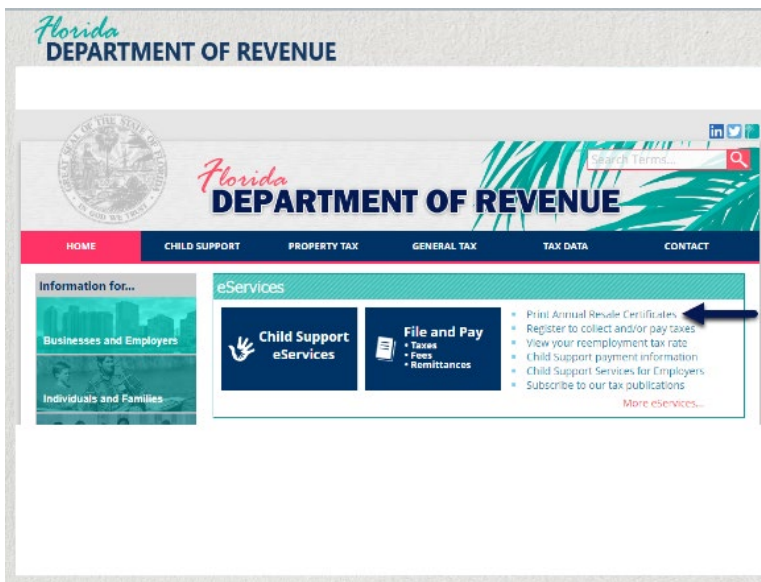 Florida
DEPARTMENT OF REVENUE
Florida
DEPARTMENT OF REVENUE
Search Terms...
HOME
CHILD SUPPORT
PROPERTY TAX
GENERAL TAX
TAX DATA
CONTACT
Information for...
Businesses and Employers
Individuals and Families
eServices
Child Support
eServices
File and Pay
• Taxes
• Fees
• Remittances
Print Annual Resale Certificates
Register to collect and/or pay taxes
View your reemployment tax rate
Child Support payment information
Child Support Services for Employers
Subscribe to our tax publications
More eServices...